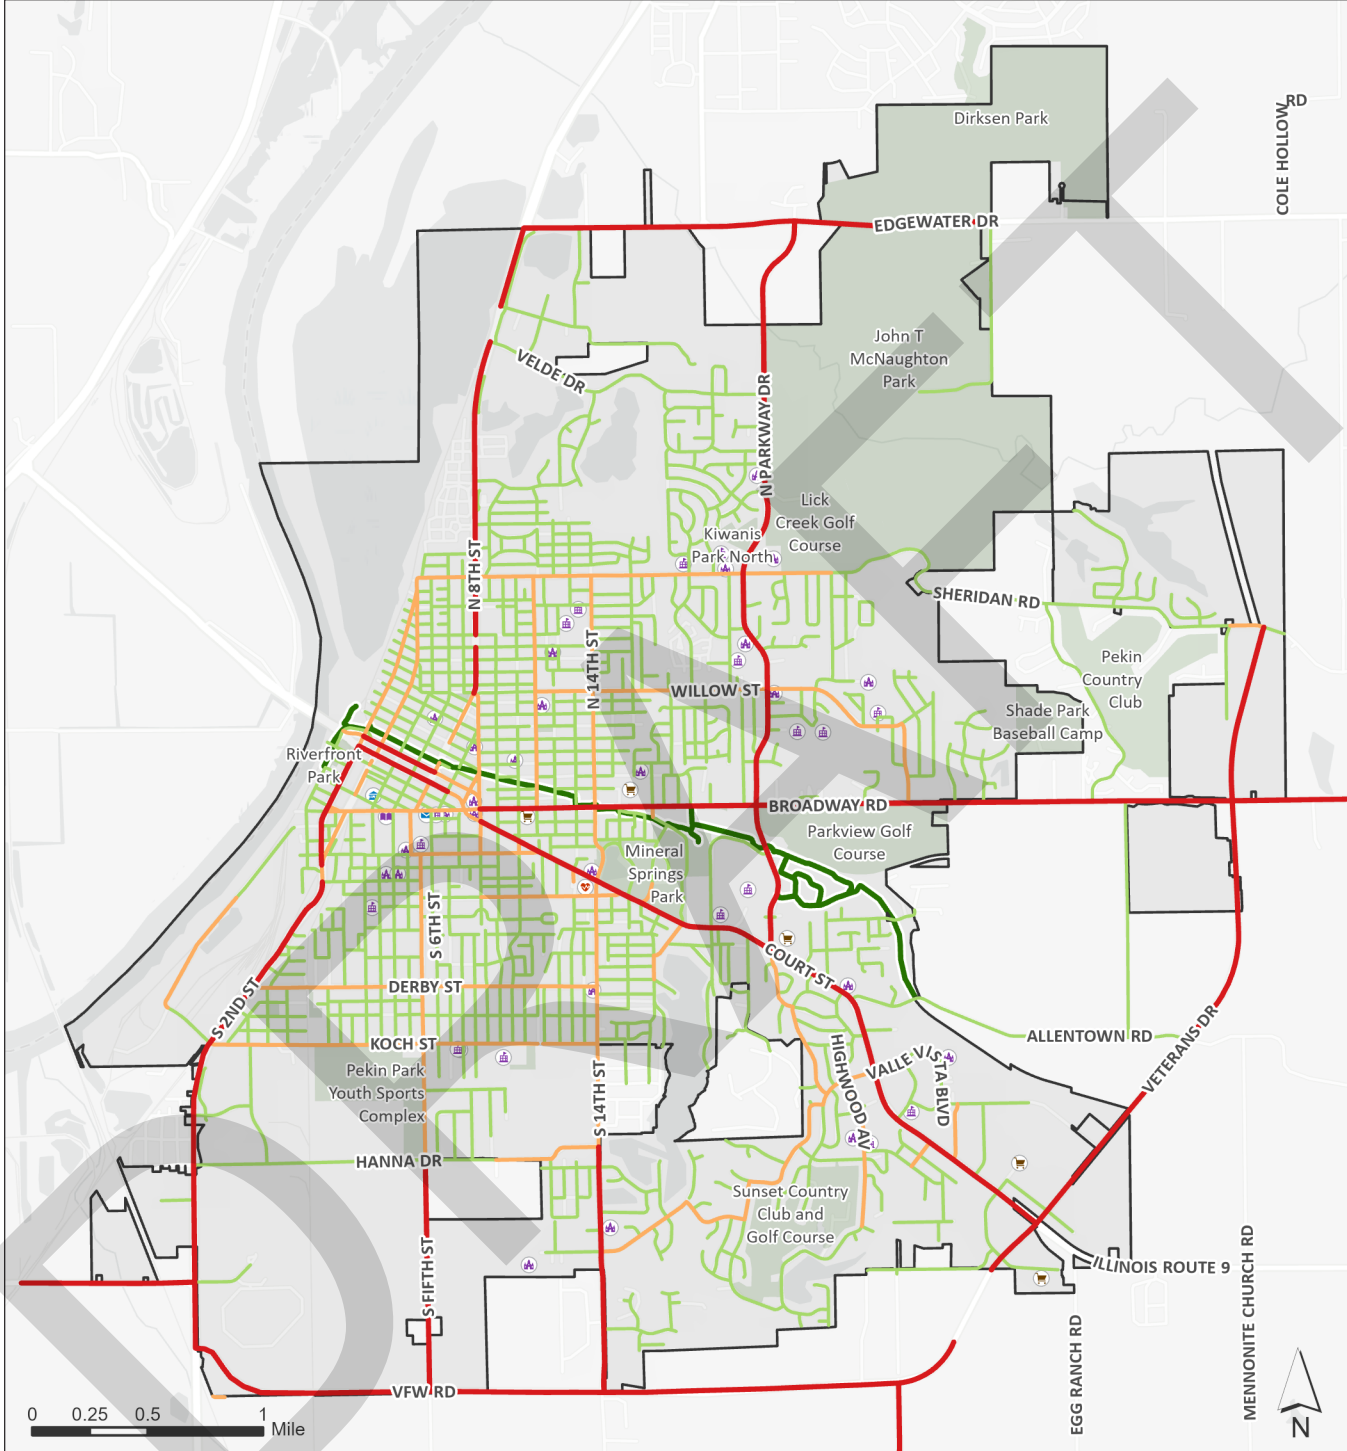 COLE HOLLOW RD
Dirksen Park
EDGEWATER DR
John T
McNaughton
Park
VELDE DR
N PARKWAY DR
Lick
Creek Golf
Course
Kiwanis
Park North
N 8TH ST
SHERIDAN RD
N 14TH ST
Pekin
Country
Club
WILLOW ST
Shade Park
Baseball Camp
Riverfront
Park
BROADWAY RD
Parkview Golf
Course
Mineral
Springs
Park
S 6TH ST
COURT ST
DERBY ST
S 2ND ST
KOCH ST
ALLENTOWN RD
HIGHWOOD AV
VALLE VISTA BLVD
VETERANS DR
Pekin Park
Youth Sports
Complex
S 14TH ST
HANNA DR
Sunset Country
Club and
Golf Course
S FIFTH ST
ILLINOIS ROUTE 9
MENNONITE CHURCH RD
EGG RANCH RD
VFW RD
0 0.25 0.5 1
Mile
N
DRAFT